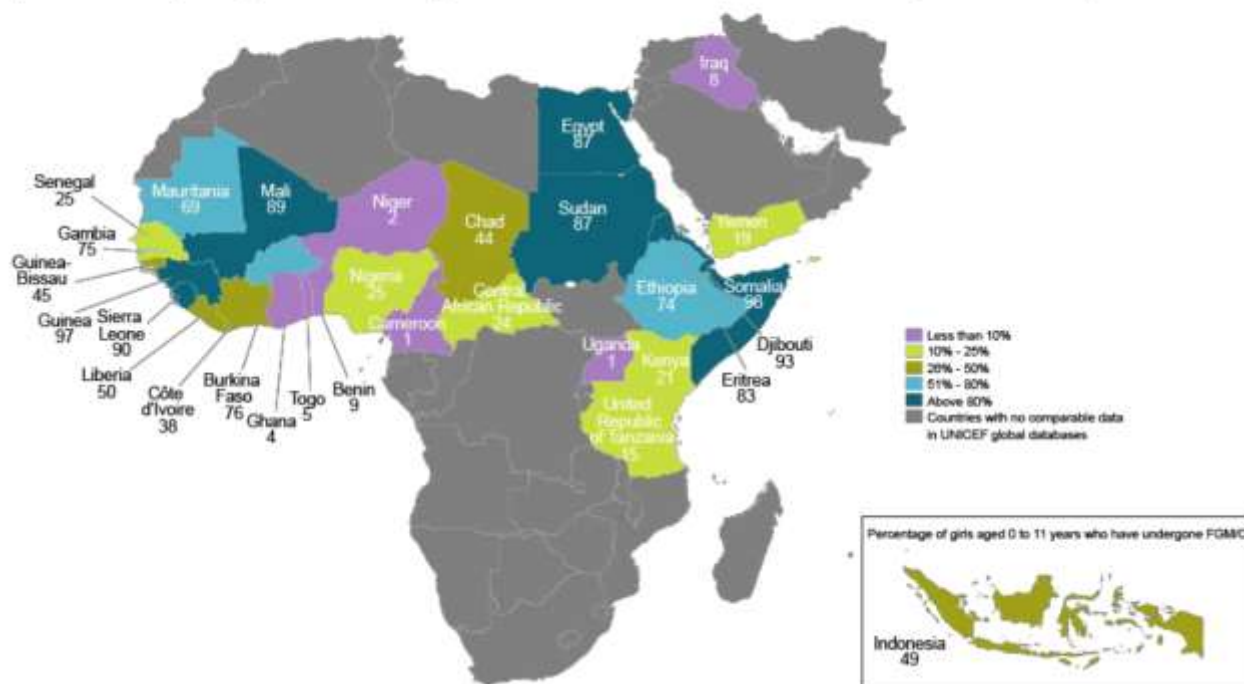 Iraq
8
Egypt
87
Senegal
25
Mauritania
69
Mali
89
Niger
2
Chad
44
Sudan
87
Yemen
19
Gambia
75
Guinea-
Bissau
45
Nigeria
25
Central
African Republic
24
Ethiopia
74
Somalia
98
Guinea
97
Sierra
Leone
90
Cameroon
1
Uganda
1
Kenya
21
Djibouti
93
Liberia
50
Côte
d'Ivoire
38
Burkina
Faso
76
Ghana
4
Togo
5
Benin
9
Eritrea
83
United
Republic
of Tanzania
15
Less than 10%
10% - 25%
26% - 50%
51% - 80%
Above 80%
Countries with no comparable data
in UNICEF global databases
Percentage of girls aged 0 to 11 years who have undergone FGM/C
Indonesia
49